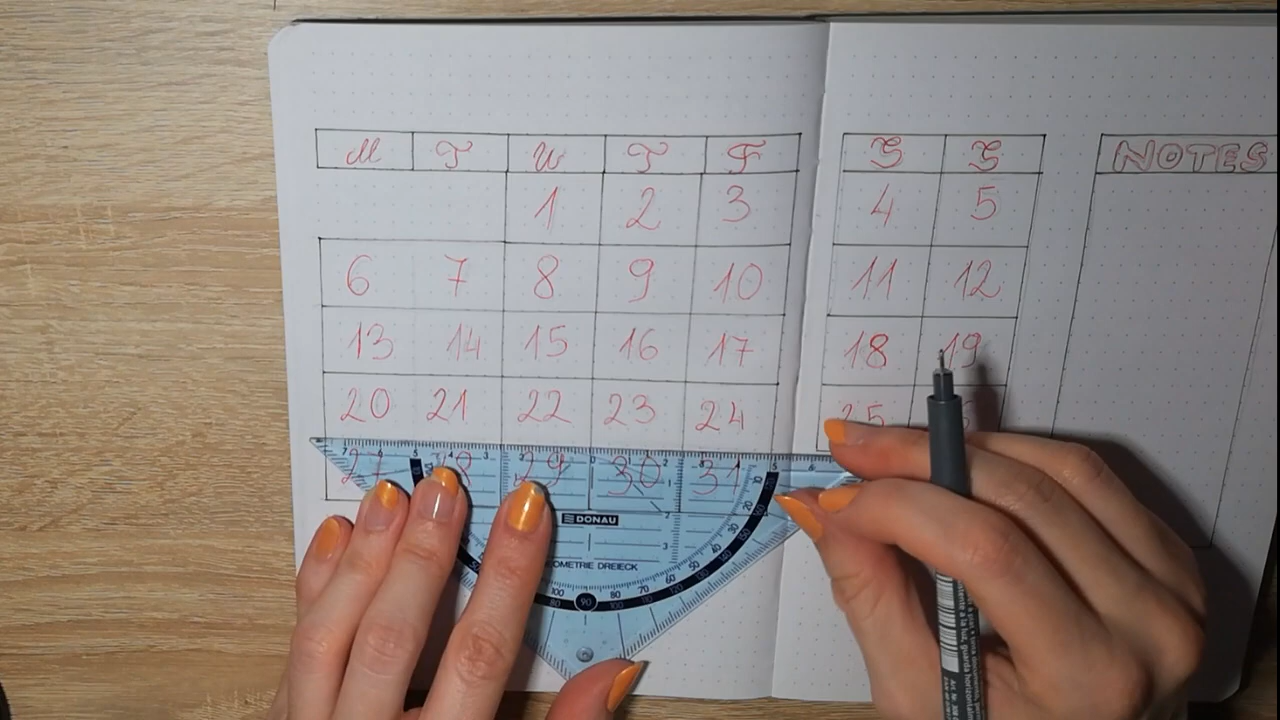 M T W T F S S NOTES
1 2 3 4 5
6 7 8 9 10 11 12
13 14 15 16 17 18 19
20 21 22 23 24 25
27 28 29 30 31
DONAU
GEOMETRIE DREIECK